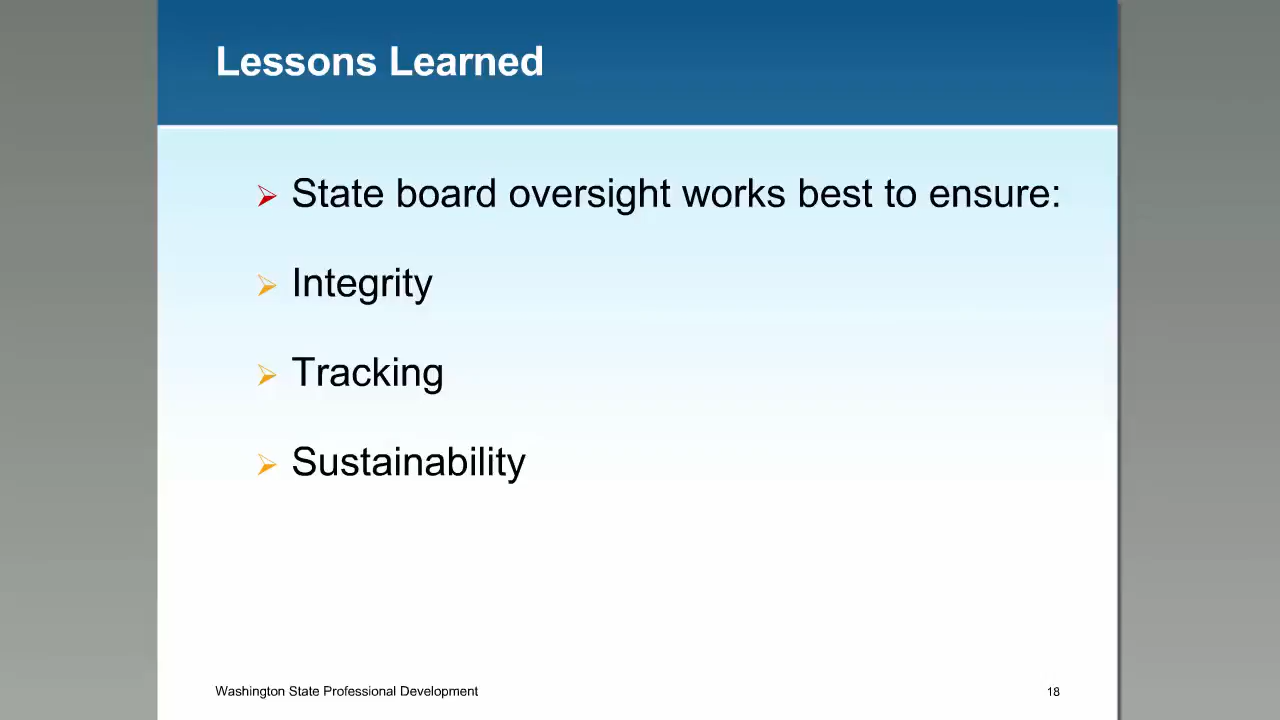 Lessons Learned
State board oversight works best to ensure:
Integrity
Tracking
Sustainability
Washington State Professional Development
18